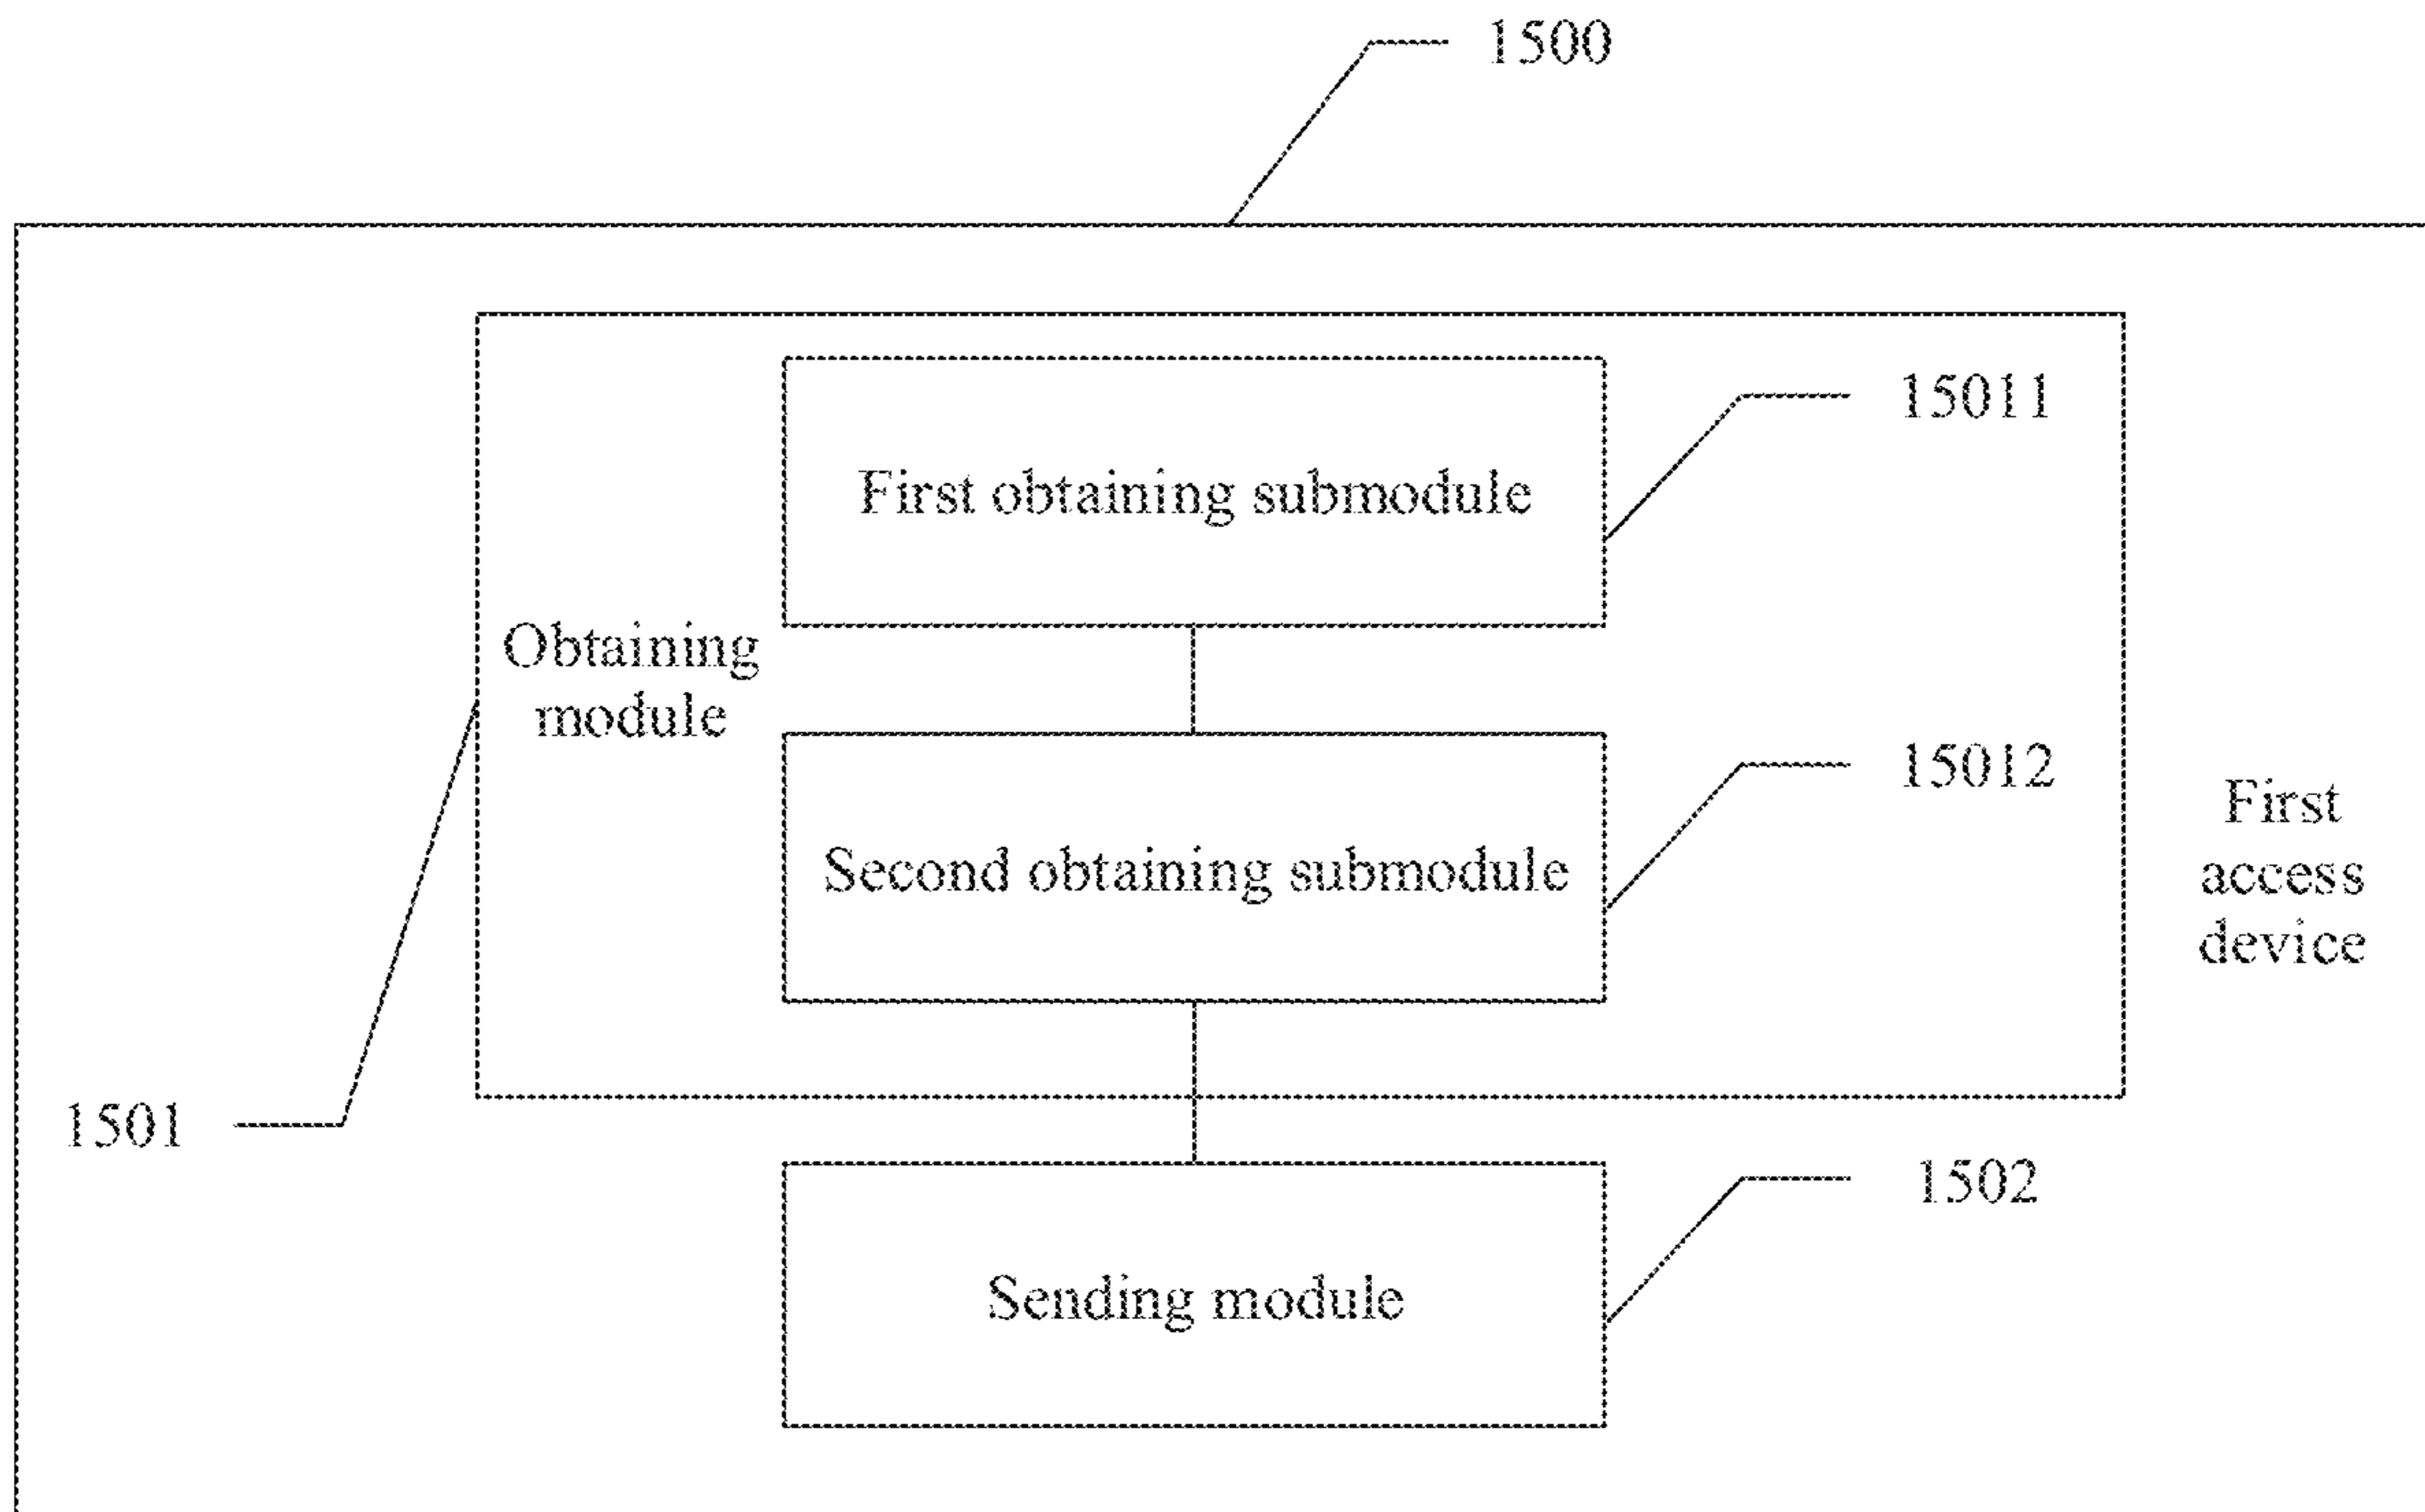 1500
15011
First obtaining submodule
Obtaining
module
15012
Second obtaining submodule
First
access
device
1501
1502
Sending module